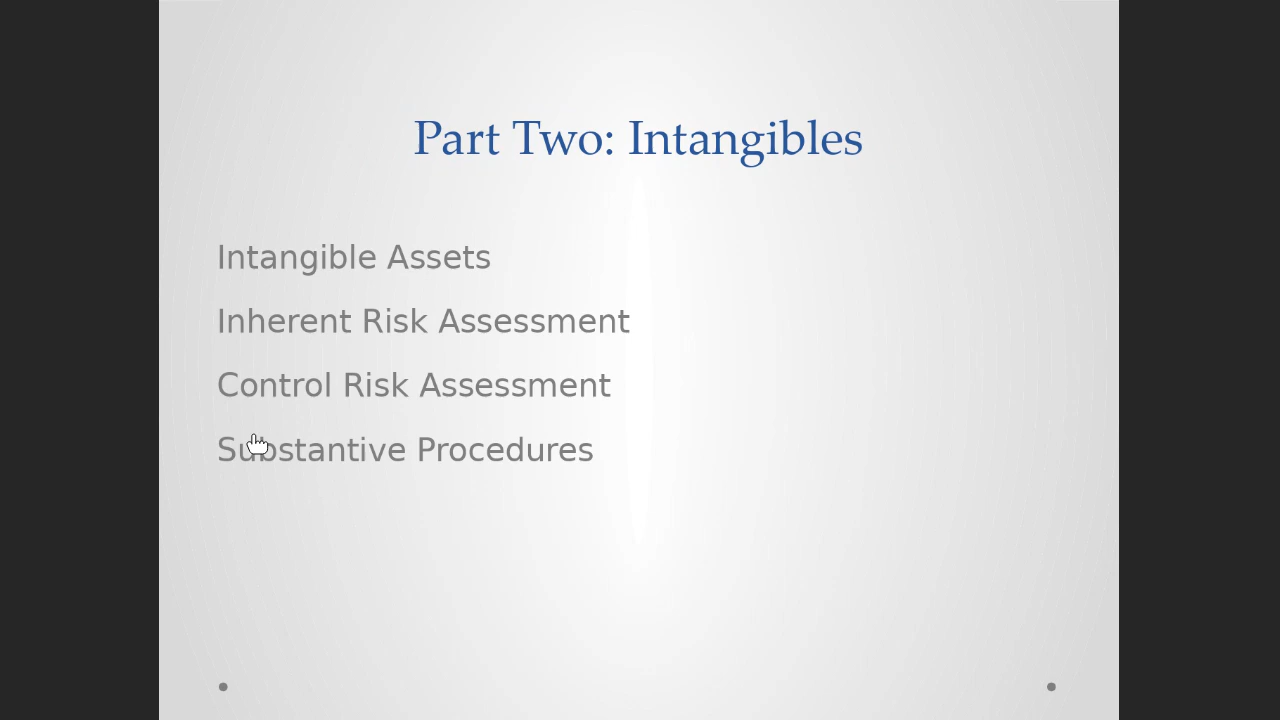 Part Two: Intangibles
Intangible Assets
Inherent Risk Assessment
Control Risk Assessment
Substantive Procedures